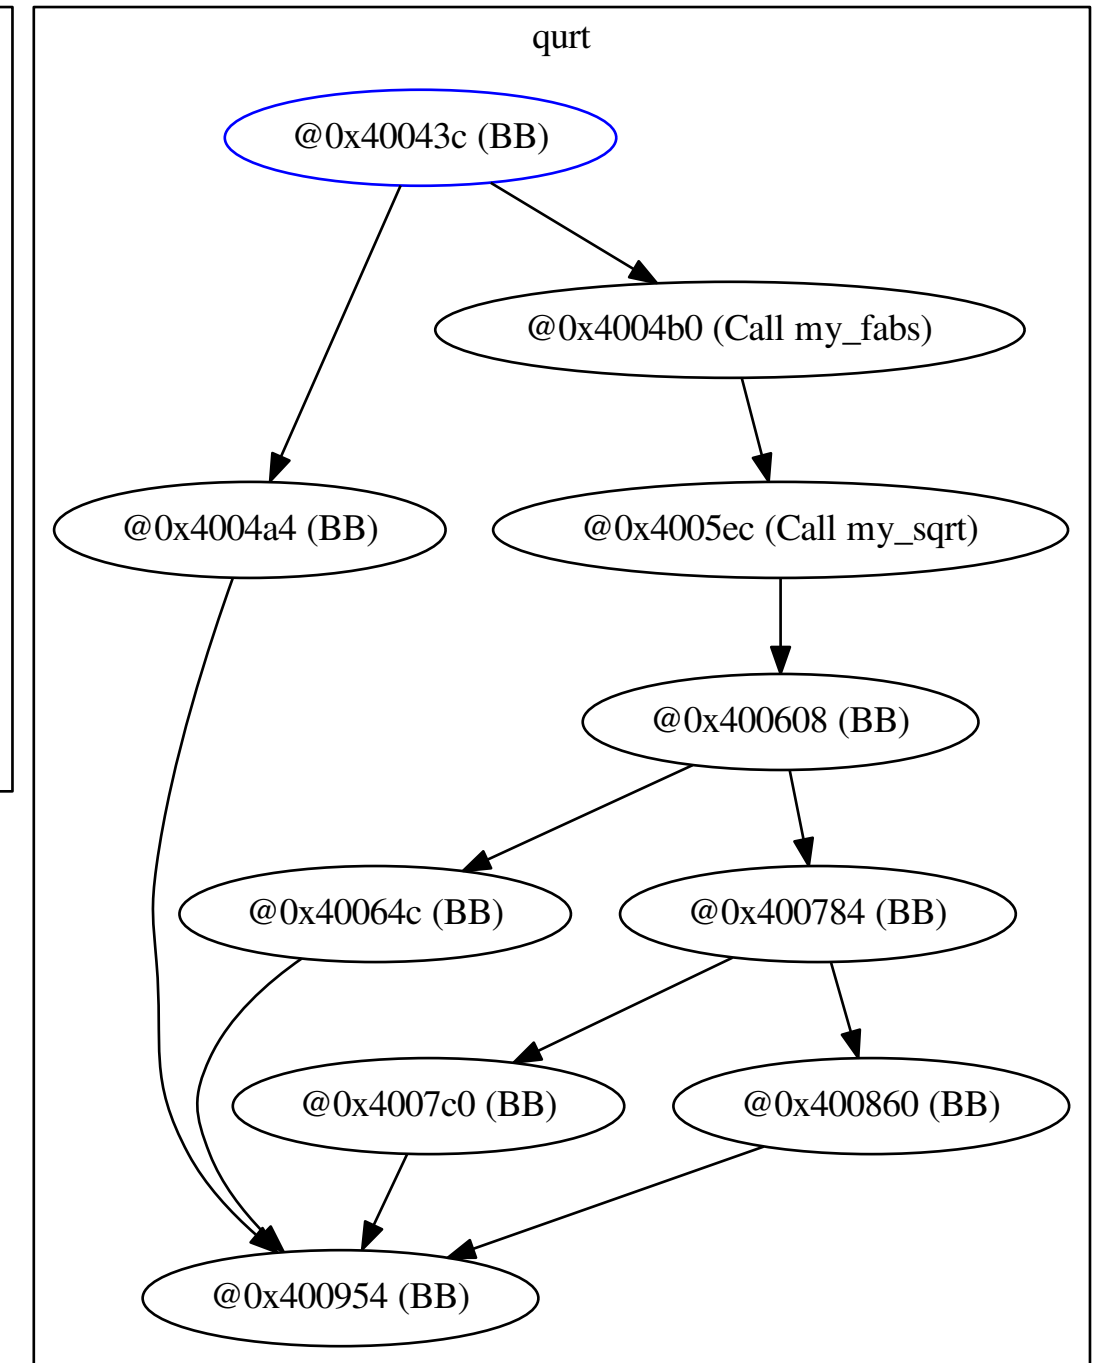 qurt
@0x40043c (BB)
@0x4004b0 (Call my_fabs)
@0x4004a4 (BB)
@0x4005ec (Call my_sqrt)
@0x400608 (BB)
@0x40064c (BB)
@0x400784 (BB)
@0x4007c0 (BB)
@0x400860 (BB)
@0x400954 (BB)